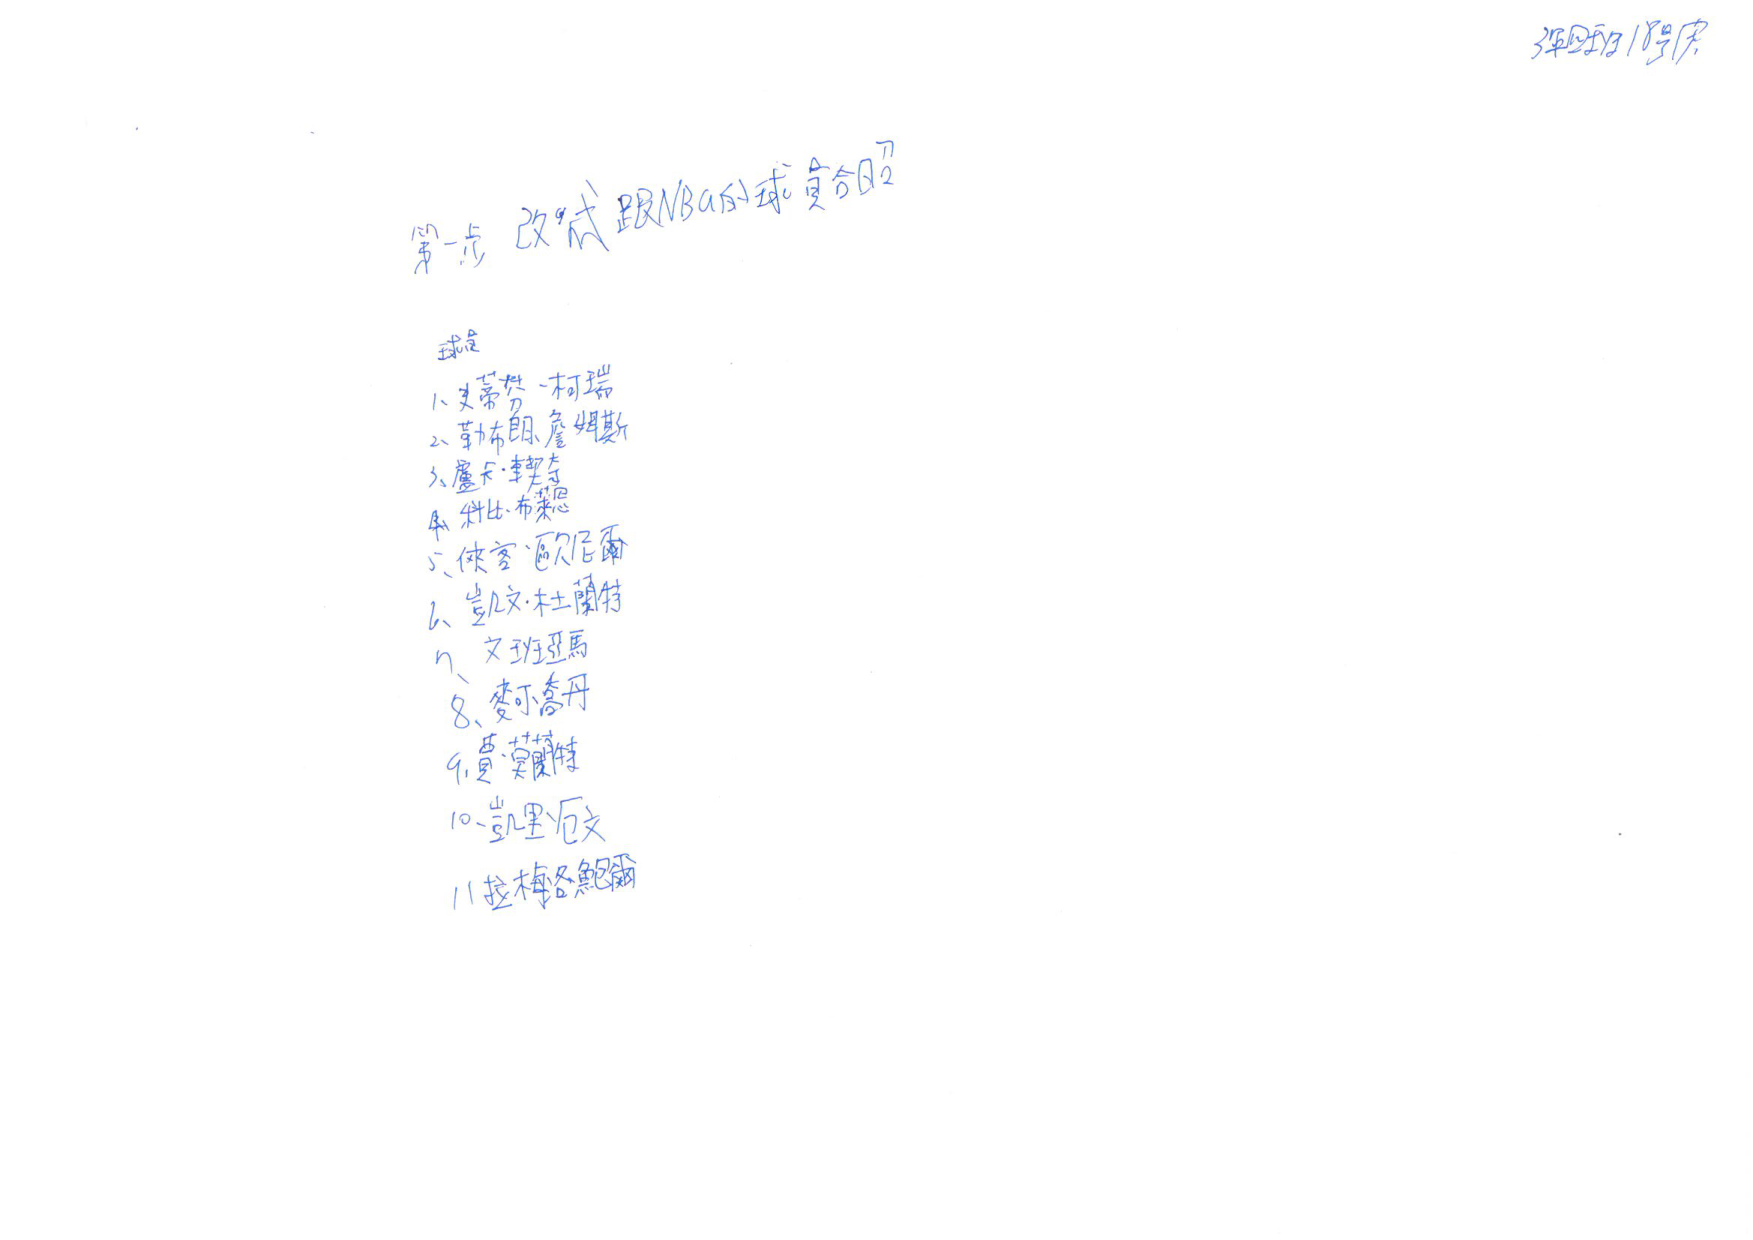 3年四班18号
第一步 改成跟NBA的球員合照
球員
1、史蒂芬-柯瑞
2、勒布朗、詹姆斯
3、盧卡·東契奇
4、科比·布萊恩
5、俠客·歐尼爾
6、凱文·杜蘭特
7、文班亞馬
8、麥可、喬丹
9、賈·莫蘭特
10、凱里、厄文
11拉梅洛鮑爾